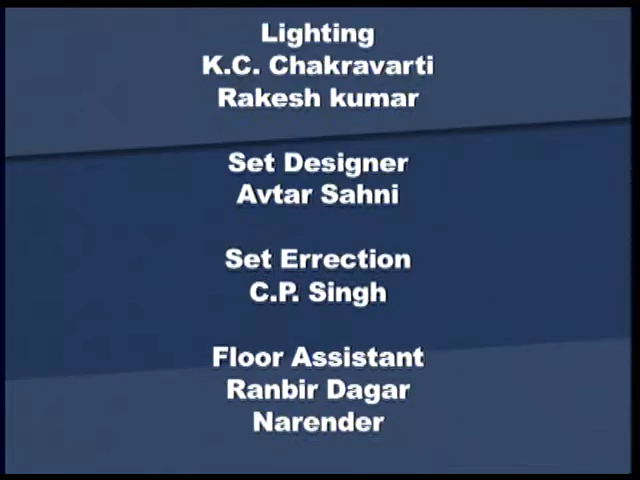 Lighting
K.C. Chakravarti
Rakesh kumar
Set Designer
Avtar Sahni
Set Errection
C.P. Singh
Floor Assistant
Ranbir Dagar
Narender